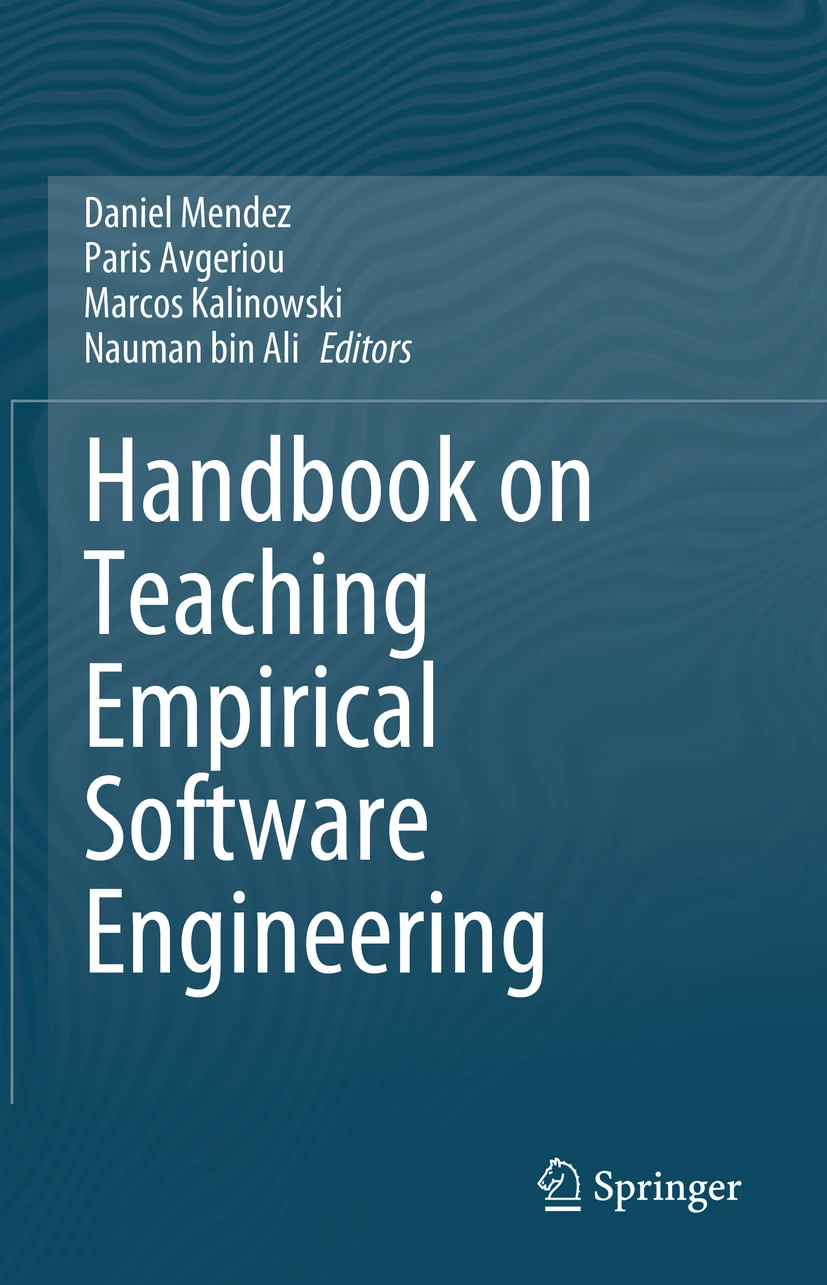 Daniel Mendez
Paris Avgeriou
Marcos Kalinowski
Nauman bin Ali Editors
Handbook on
Teaching
Empirical
Software
Engineering
Springer